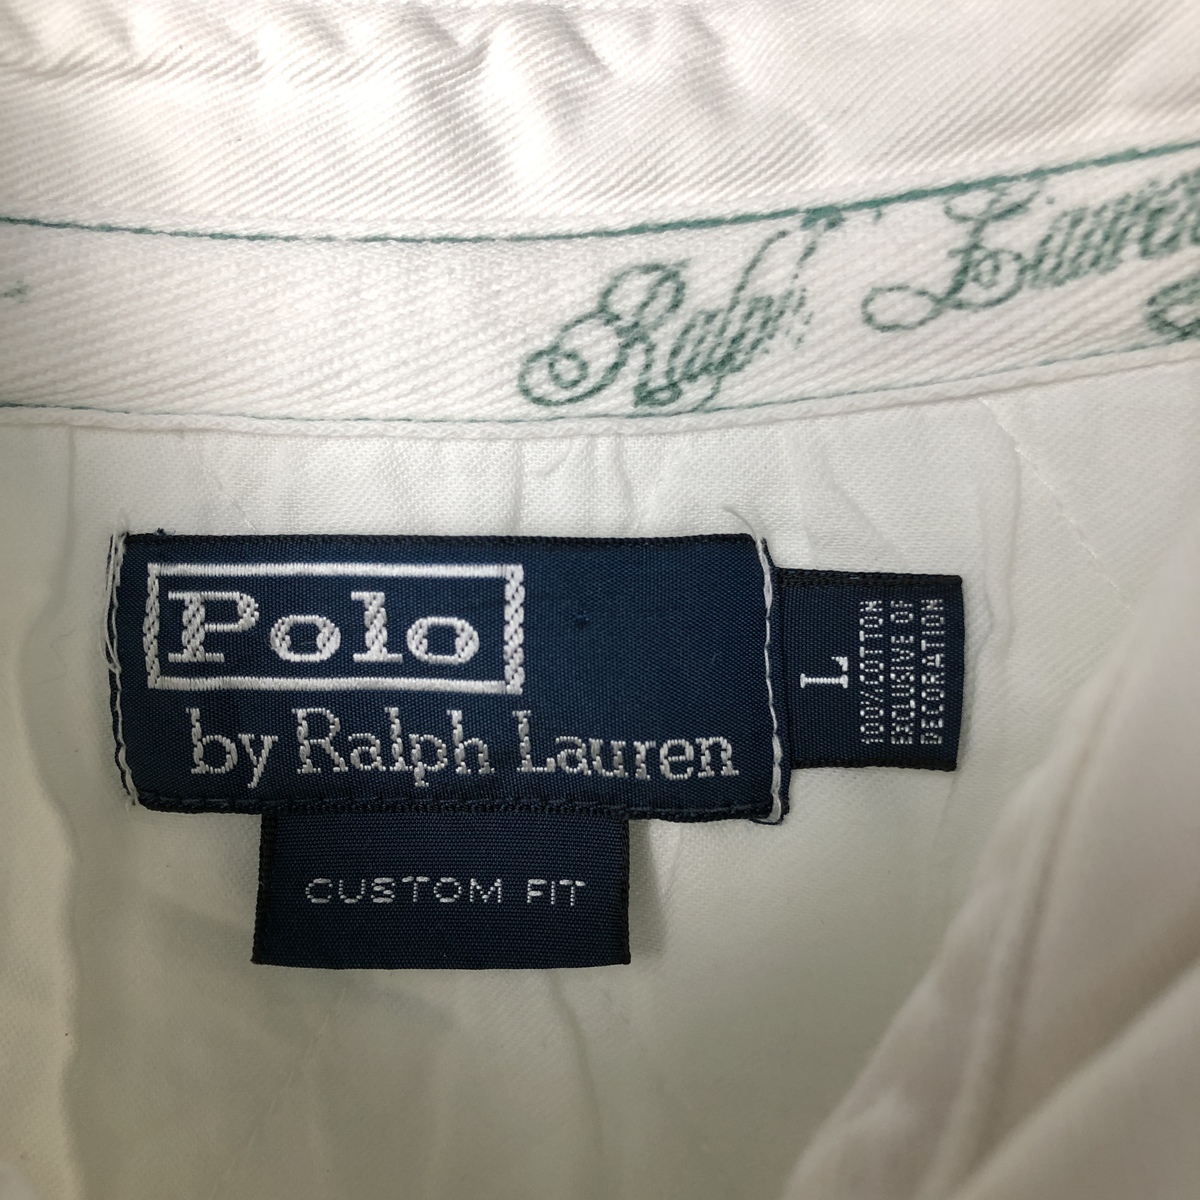 Ralph Lauren
Polo
by Ralph Lauren
L
100% COTTON
EXCLUSIVE OF
DECORATION
CUSTOM FIT